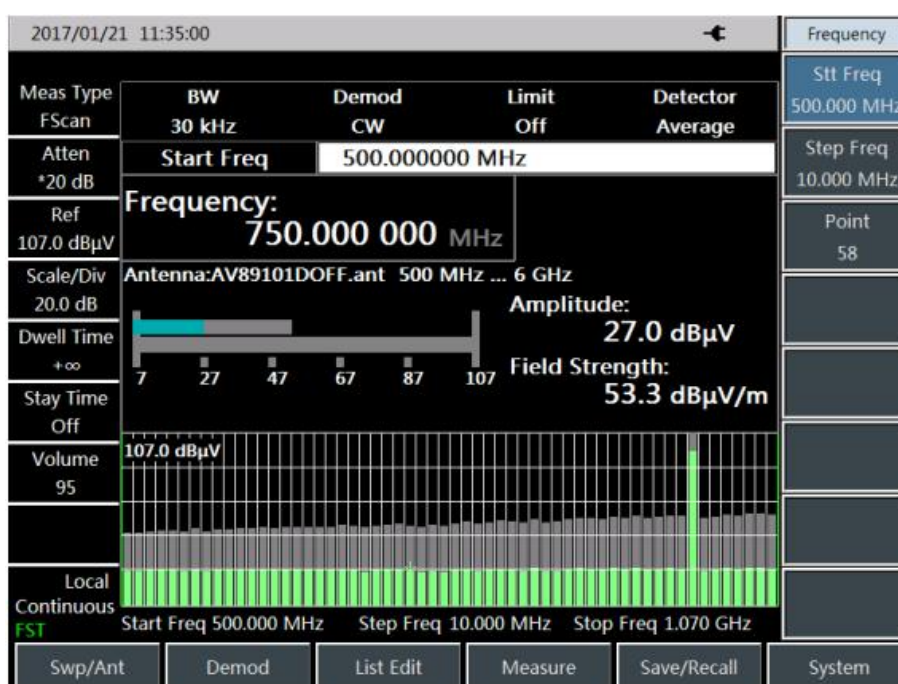 2017/01/21 11:35:00
Frequency
Meas Type
FScan
BW
30 kHz
Demod
CW
Limit
Off
Detector
Average
Stt Freq
500.000 MHz
Atten
*20 dB
Start Freq
500.000000 MHz
Step Freq
10.000 MHz
Ref
107.0 dBµV
Frequency:
750.000 000 MHz
Point
58
Scale/Div
20.0 dB
Antenna:AV89101DOFF.ant 500 MHz ... 6 GHz
Amplitude:
27.0 dBµV
Dwell Time
+∞
7 27 47 67 87 107
Field Strength:
53.3 dBµV/m
Stay Time
Off
Volume
95
107.0 dBµV
Local
Continuous
FST
Start Freq 500.000 MHz Step Freq 10.000 MHz Stop Freq 1.070 GHz
Swp/Ant Demod List Edit Measure Save/Recall System